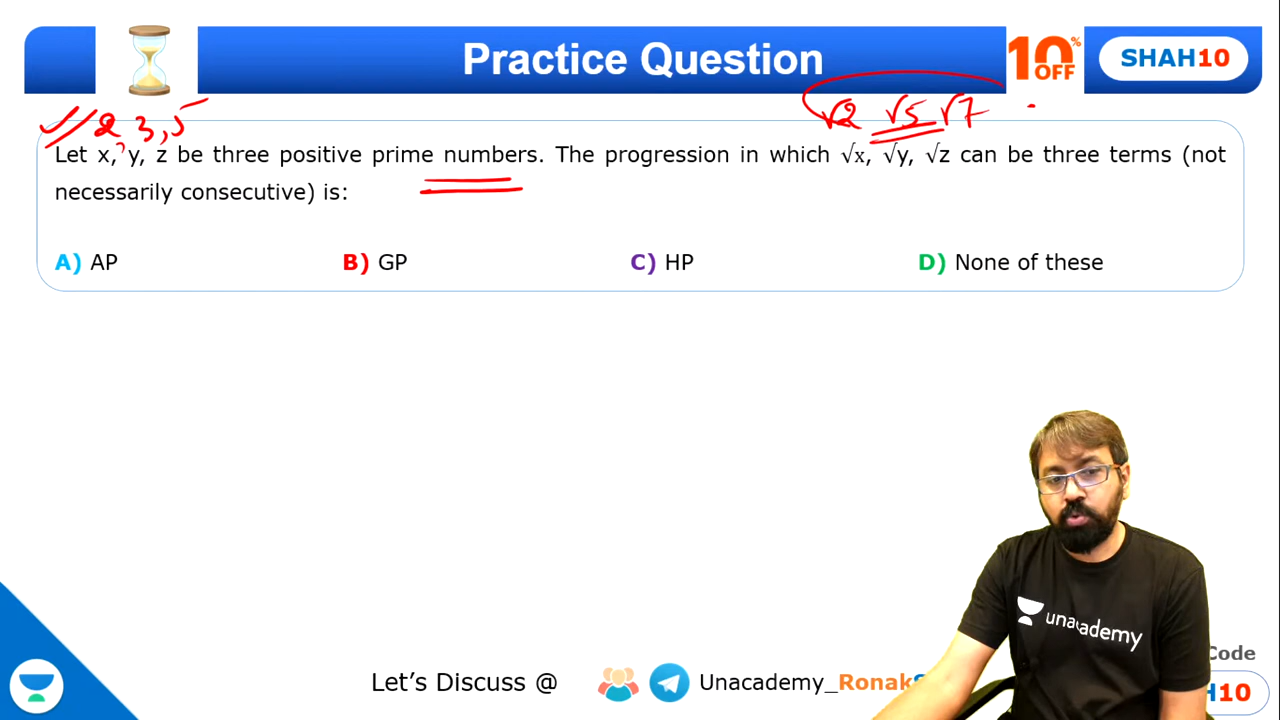 Practice Question
10% OFF
SHAH10
2, 3, 5
√2 √5 √7
Let x, y, z be three positive prime numbers. The progression in which √x, √y, √z can be three terms (not
necessarily consecutive) is:
A) AP
B) GP
C) HP
D) None of these
unacademy
Code
Let's Discuss @
Unacademy_Ronak
H10